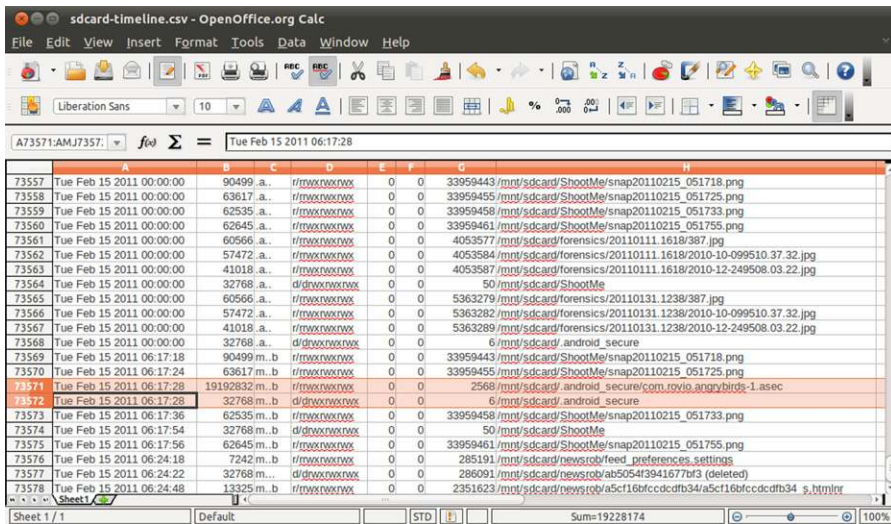 sdcard-timeline.csv - OpenOffice.org Calc
File Edit View Insert Format Tools Data Window Help
Liberation Sans 10
A73571:AMJ7357: f(x) Σ = Tue Feb 15 2011 06:17:28
A B C D E F G H
73557 Tue Feb 15 2011 00:00:00 90499 .a.. r/rrwxrwxrwx 0 0 33959443 /mnt/sdcard/ShootMe/snap20110215_051718.png
73558 Tue Feb 15 2011 00:00:00 63617 .a.. r/rrwxrwxrwx 0 0 33959455 /mnt/sdcard/ShootMe/snap20110215_051725.png
73559 Tue Feb 15 2011 00:00:00 62535 .a.. r/rrwxrwxrwx 0 0 33959458 /mnt/sdcard/ShootMe/snap20110215_051733.png
73560 Tue Feb 15 2011 00:00:00 62645 .a.. r/rrwxrwxrwx 0 0 33959461 /mnt/sdcard/ShootMe/snap20110215_051755.png
73561 Tue Feb 15 2011 00:00:00 60566 .a.. r/rrwxrwxrwx 0 0 4053577 /mnt/sdcard/forensics/20110111.1618/387.jpg
73562 Tue Feb 15 2011 00:00:00 57472 .a.. r/rrwxrwxrwx 0 0 4053584 /mnt/sdcard/forensics/20110111.1618/2010-10-099510.37.32.jpg
73563 Tue Feb 15 2011 00:00:00 41018 .a.. r/rrwxrwxrwx 0 0 4053587 /mnt/sdcard/forensics/20110111.1618/2010-12-249508.03.22.jpg
73564 Tue Feb 15 2011 00:00:00 32768 .a.. d/drwxrwxrwx 0 0 50 /mnt/sdcard/ShootMe
73565 Tue Feb 15 2011 00:00:00 60566 .a.. r/rrwxrwxrwx 0 0 5363279 /mnt/sdcard/forensics/20110131.1238/387.jpg
73566 Tue Feb 15 2011 00:00:00 57472 .a.. r/rrwxrwxrwx 0 0 5363282 /mnt/sdcard/forensics/20110131.1238/2010-10-099510.37.32.jpg
73567 Tue Feb 15 2011 00:00:00 41018 .a.. r/rrwxrwxrwx 0 0 5363289 /mnt/sdcard/forensics/20110131.1238/2010-12-249508.03.22.jpg
73568 Tue Feb 15 2011 00:00:00 32768 .a.. d/drwxrwxrwx 0 0 6 /mnt/sdcard/.android_secure
73569 Tue Feb 15 2011 06:17:18 90499 m..b r/rrwxrwxrwx 0 0 33959443 /mnt/sdcard/ShootMe/snap20110215_051718.png
73570 Tue Feb 15 2011 06:17:24 63617 m..b r/rrwxrwxrwx 0 0 33959455 /mnt/sdcard/ShootMe/snap20110215_051725.png
73571 Tue Feb 15 2011 06:17:28 19192832 m..b r/rrwxrwxrwx 0 0 2568 /mnt/sdcard/.android_secure/com.rovio.angrybirds-1.asec
73572 Tue Feb 15 2011 06:17:28 32768 m..b d/drwxrwxrwx 0 0 6 /mnt/sdcard/.android_secure
73573 Tue Feb 15 2011 06:17:36 62535 m..b r/rrwxrwxrwx 0 0 33959458 /mnt/sdcard/ShootMe/snap20110215_051733.png
73574 Tue Feb 15 2011 06:17:54 32768 m..b d/drwxrwxrwx 0 0 50 /mnt/sdcard/ShootMe
73575 Tue Feb 15 2011 06:17:56 62645 m..b r/rrwxrwxrwx 0 0 33959461 /mnt/sdcard/ShootMe/snap20110215_051755.png
73576 Tue Feb 15 2011 06:24:18 7242 m..b r/rrwxrwxrwx 0 0 285191 /mnt/sdcard/newsrob/feed_preferences.settings
73577 Tue Feb 15 2011 06:24:22 32768 m... d/drwxrwxrwx 0 0 286091 /mnt/sdcard/newsrob/ab5054f3941677bf3 (deleted)
73578 Tue Feb 15 2011 06:24:48 13325 m..b r/rrwxrwxrwx 0 0 2351623 /mnt/sdcard/newsrob/a5cf16bfccdcdfb34/a5cf16bfccdcdfb34_s.htmlnr
Sheet1
Sheet 1 / 1 Default STD Sum=19228174 100%